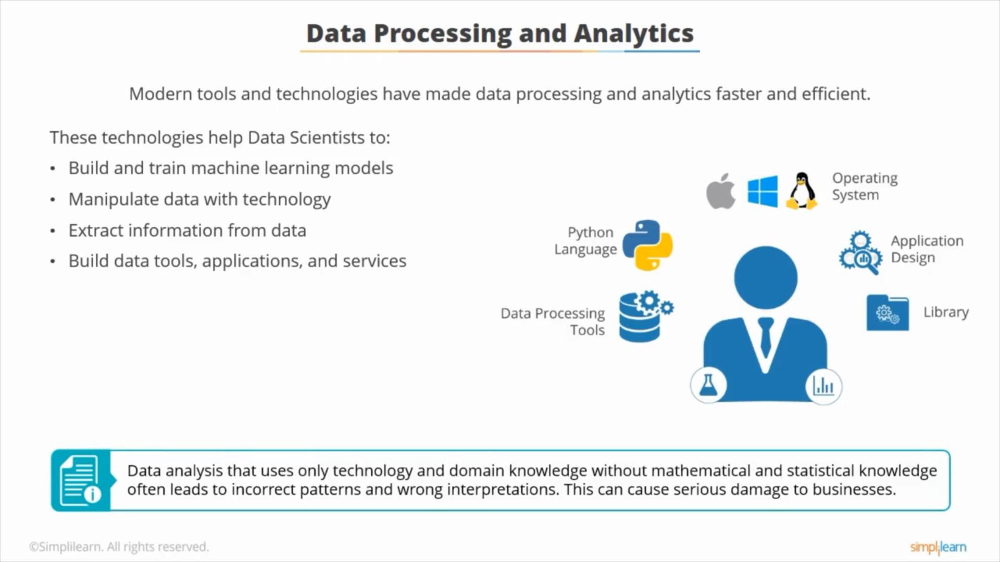 Data Processing and Analytics
Modern tools and technologies have made data processing and analytics faster and efficient.
These technologies help Data Scientists to:
• Build and train machine learning models
• Manipulate data with technology
• Extract information from data
• Build data tools, applications, and services
Operating
System
Python
Language
Application
Design
Data Processing
Tools
Library
Data analysis that uses only technology and domain knowledge without mathematical and statistical knowledge
often leads to incorrect patterns and wrong interpretations. This can cause serious damage to businesses.
©Simplilearn. All rights reserved.
simplilearn